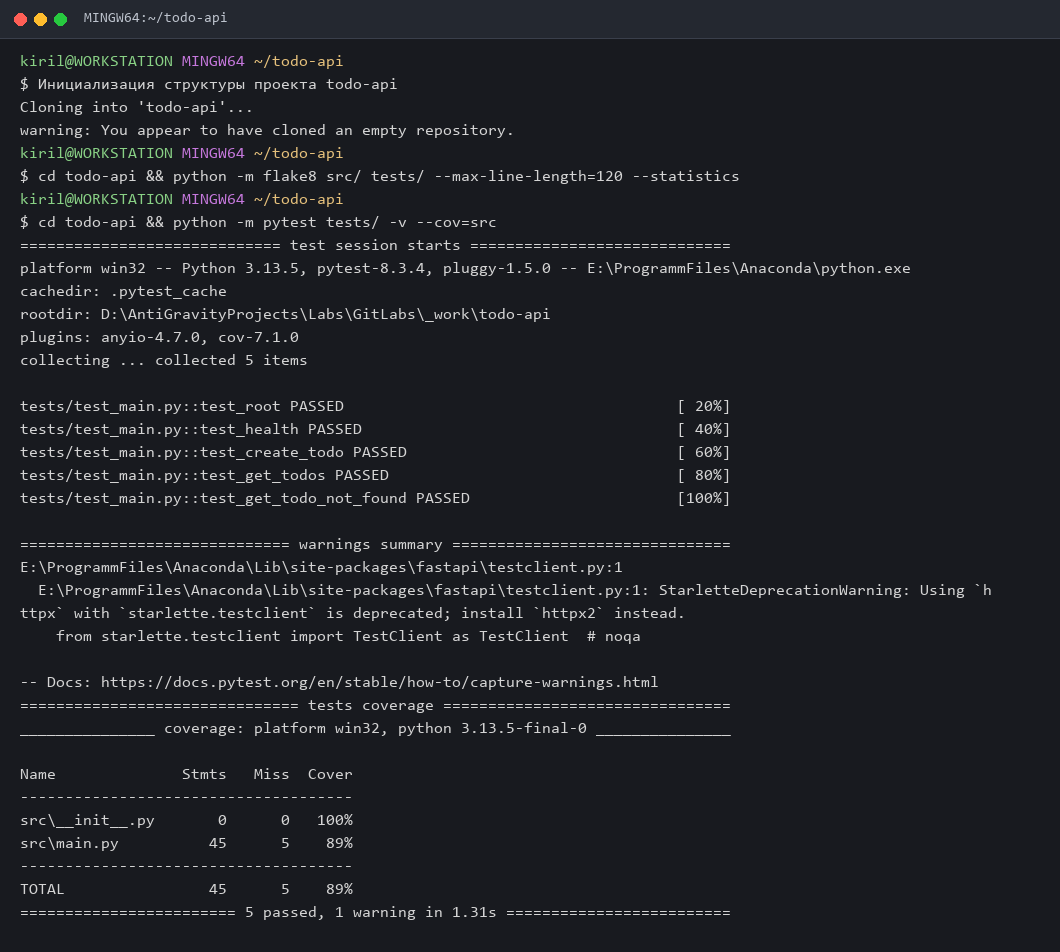 MINGW64:~/todo-api
kiril@WORKSTATION MINGW64 ~/todo-api
$ Инициализация структуры проекта todo-api
Cloning into 'todo-api'...
warning: You appear to have cloned an empty repository.
kiril@WORKSTATION MINGW64 ~/todo-api
$ cd todo-api && python -m flake8 src/ tests/ --max-line-length=120 --statistics
kiril@WORKSTATION MINGW64 ~/todo-api
$ cd todo-api && python -m pytest tests/ -v --cov=src
============================= test session starts =============================
platform win32 -- Python 3.13.5, pytest-8.3.4, pluggy-1.5.0 -- E:\ProgrammFiles\Anaconda\python.exe
cachedir: .pytest_cache
rootdir: D:\AntiGravityProjects\Labs\GitLabs\_work\todo-api
plugins: anyio-4.7.0, cov-7.1.0
collecting ... collected 5 items

tests/test_main.py::test_root PASSED                                     [ 20%]
tests/test_main.py::test_health PASSED                                   [ 40%]
tests/test_main.py::test_create_todo PASSED                              [ 60%]
tests/test_main.py::test_get_todos PASSED                                [ 80%]
tests/test_main.py::test_get_todo_not_found PASSED                       [100%]

============================== warnings summary ===============================
E:\ProgrammFiles\Anaconda\Lib\site-packages\fastapi\testclient.py:1
  E:\ProgrammFiles\Anaconda\Lib\site-packages\fastapi\testclient.py:1: StarletteDeprecationWarning: Using `h
ttpx` with `starlette.testclient` is deprecated; install `httpx2` instead.
    from starlette.testclient import TestClient as TestClient  # noqa

-- Docs: https://docs.pytest.org/en/stable/how-to/capture-warnings.html
=============================== tests coverage ================================
_______________ coverage: platform win32, python 3.13.5-final-0 _______________

Name              Stmts   Miss  Cover
-------------------------------------
src\__init__.py       0      0   100%
src\main.py          45      5    89%
-------------------------------------
TOTAL                45      5    89%
======================== 5 passed, 1 warning in 1.31s =========================